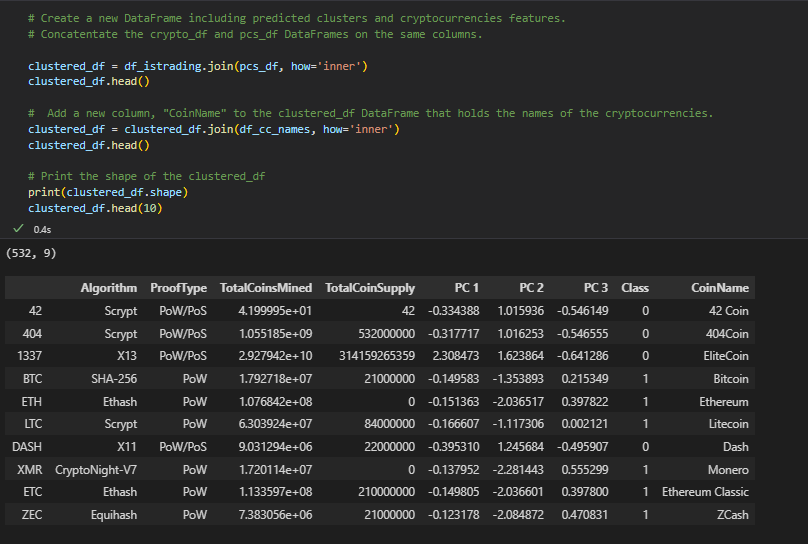 # Create a new DataFrame including predicted clusters and cryptocurrencies features.
# Concatentate the crypto_df and pcs_df DataFrames on the same columns.
clustered_df = df_istrading.join(pcs_df, how='inner')
clustered_df.head()
#  Add a new column, "CoinName" to the clustered_df DataFrame that holds the names of the cryptocurrencies.
clustered_df = clustered_df.join(df_cc_names, how='inner')
clustered_df.head()
# Print the shape of the clustered_df
print(clustered_df.shape)
clustered_df.head(10)
✓ 0.4s
(532, 9)
Algorithm ProofType TotalCoinsMined TotalCoinSupply PC 1 PC 2 PC 3 Class CoinName
42 Scrypt PoW/PoS 4.199995e+01 42 -0.334388 1.015936 -0.546149 0 42 Coin
404 Scrypt PoW/PoS 1.055185e+09 532000000 -0.317717 1.016253 -0.546555 0 404Coin
1337 X13 PoW/PoS 2.927942e+10 314159265359 2.308473 1.623864 -0.641286 0 EliteCoin
BTC SHA-256 PoW 1.792718e+07 21000000 -0.149583 -1.353893 0.215349 1 Bitcoin
ETH Ethash PoW 1.076842e+08 0 -0.151363 -2.036517 0.397822 1 Ethereum
LTC Scrypt PoW 6.303924e+07 84000000 -0.166607 -1.117306 0.002121 1 Litecoin
DASH X11 PoW/PoS 9.031294e+06 22000000 -0.395310 1.245684 -0.495907 0 Dash
XMR CryptoNight-V7 PoW 1.720114e+07 0 -0.137952 -2.281443 0.555299 1 Monero
ETC Ethash PoW 1.133597e+08 210000000 -0.149805 -2.036601 0.397800 1 Ethereum Classic
ZEC Equihash PoW 7.383056e+06 21000000 -0.123178 -2.084872 0.470831 1 ZCash